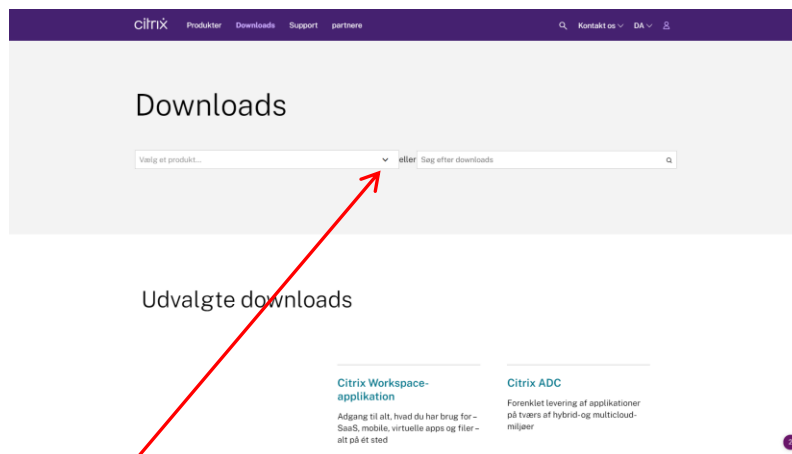 citrix Produkter Downloads Support partnere Kontakt os DA
Downloads
Vælg et produkt... eller Søg efter downloads
Udvalgte downloads
Citrix Workspace-
applikation
Adgang til alt, hvad du har brug for –
SaaS, mobile, virtuelle apps og filer –
alt på ét sted
Citrix ADC
Forenklet levering af applikationer
på tværs af hybrid-og multicloud-
miljøer